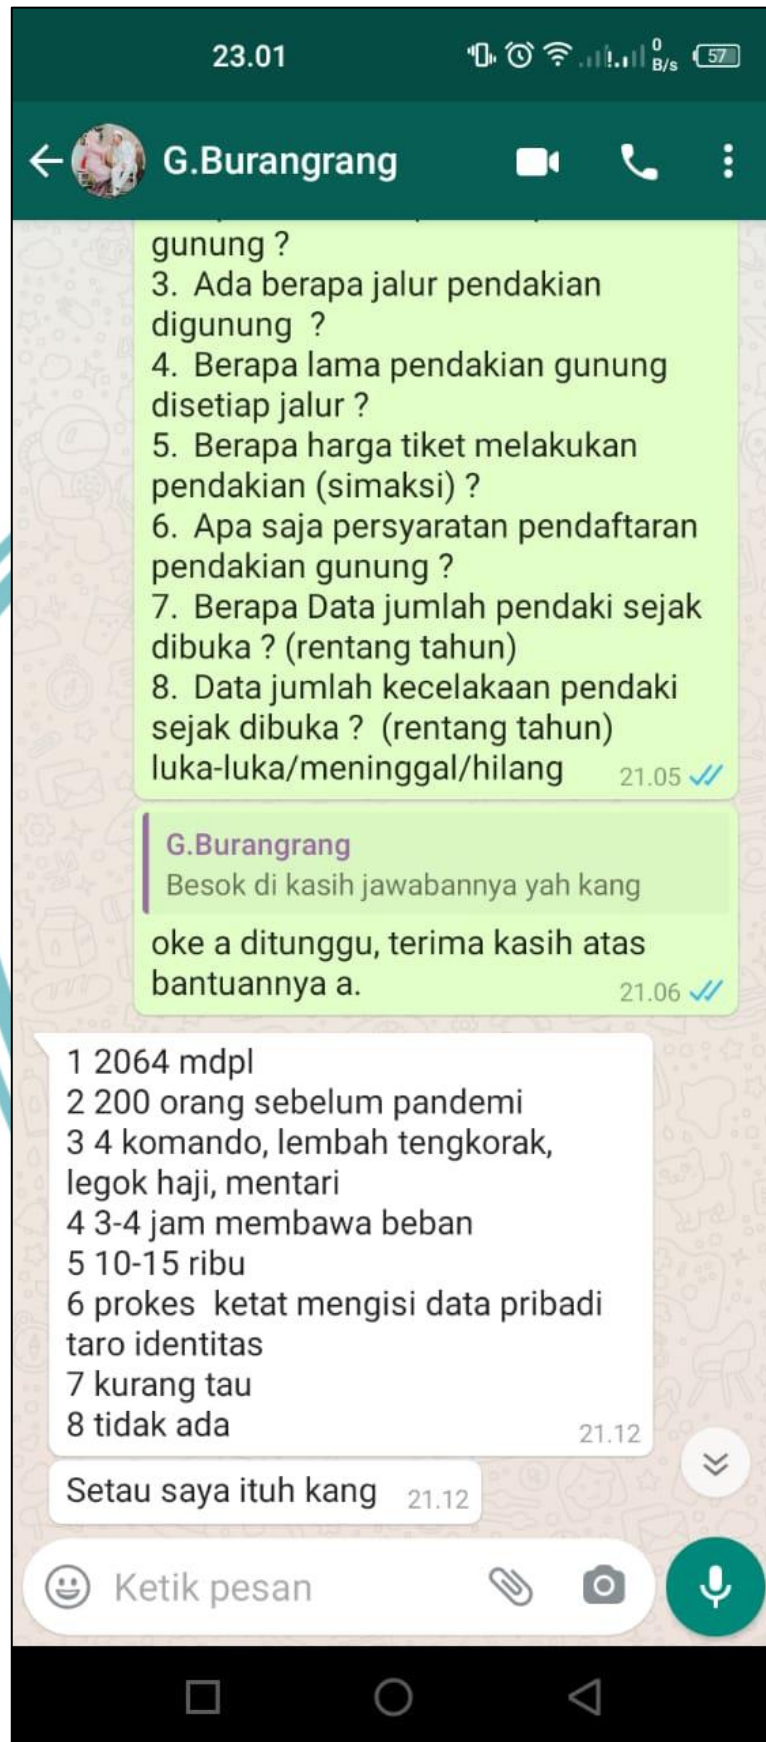 23.01
0
B/s
57
G.Burangrang
gunung ?
3. Ada berapa jalur pendakian
digunung ?
4. Berapa lama pendakian gunung
disetiap jalur ?
5. Berapa harga tiket melakukan
pendakian (simaksi) ?
6. Apa saja persyaratan pendaftaran
pendakian gunung ?
7. Berapa Data jumlah pendaki sejak
dibuka ? (rentang tahun)
8. Data jumlah kecelakaan pendaki
sejak dibuka ? (rentang tahun)
luka-luka/meninggal/hilang 21.05
G.Burangrang
Besok di kasih jawabannya yah kang
oke a ditunggu, terima kasih atas
bantuannya a. 21.06
1 2064 mdpl
2 200 orang sebelum pandemi
3 4 komando, lembah tengkorak,
legok haji, mentari
4 3-4 jam membawa beban
5 10-15 ribu
6 prokes ketat mengisi data pribadi
taro identitas
7 kurang tau
8 tidak ada 21.12
Setau saya ituh kang 21.12
Ketik pesan